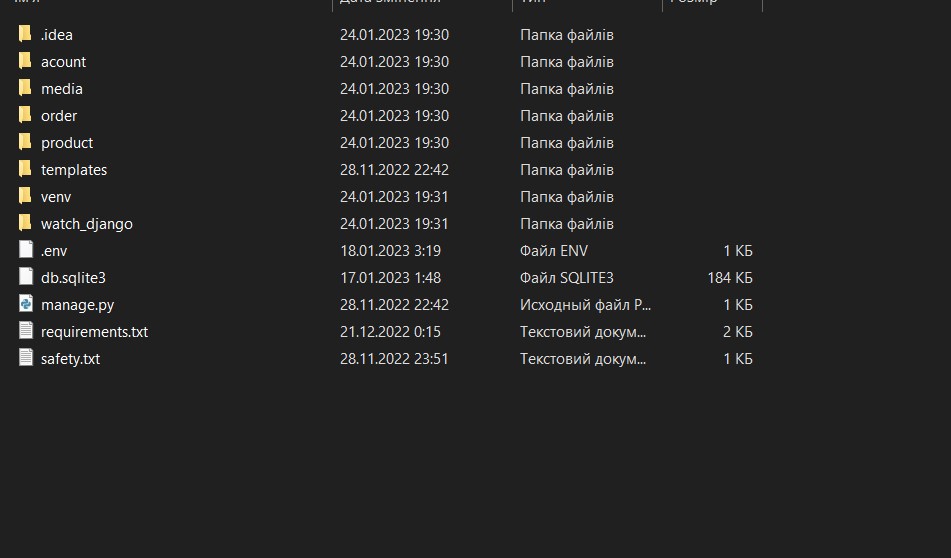 Ім'я Дата змінення Тип Розмір
.idea 24.01.2023 19:30 Папка файлів
acount 24.01.2023 19:30 Папка файлів
media 24.01.2023 19:30 Папка файлів
order 24.01.2023 19:30 Папка файлів
product 24.01.2023 19:30 Папка файлів
templates 28.11.2022 22:42 Папка файлів
venv 24.01.2023 19:31 Папка файлів
watch_django 24.01.2023 19:31 Папка файлів
.env 18.01.2023 3:19 Файл ENV 1 КБ
db.sqlite3 17.01.2023 1:48 Файл SQLITE3 184 КБ
manage.py 28.11.2022 22:42 Исходный файл P... 1 КБ
requirements.txt 21.12.2022 0:15 Текстовий докум... 2 КБ
safety.txt 28.11.2022 23:51 Текстовий докум... 1 КБ